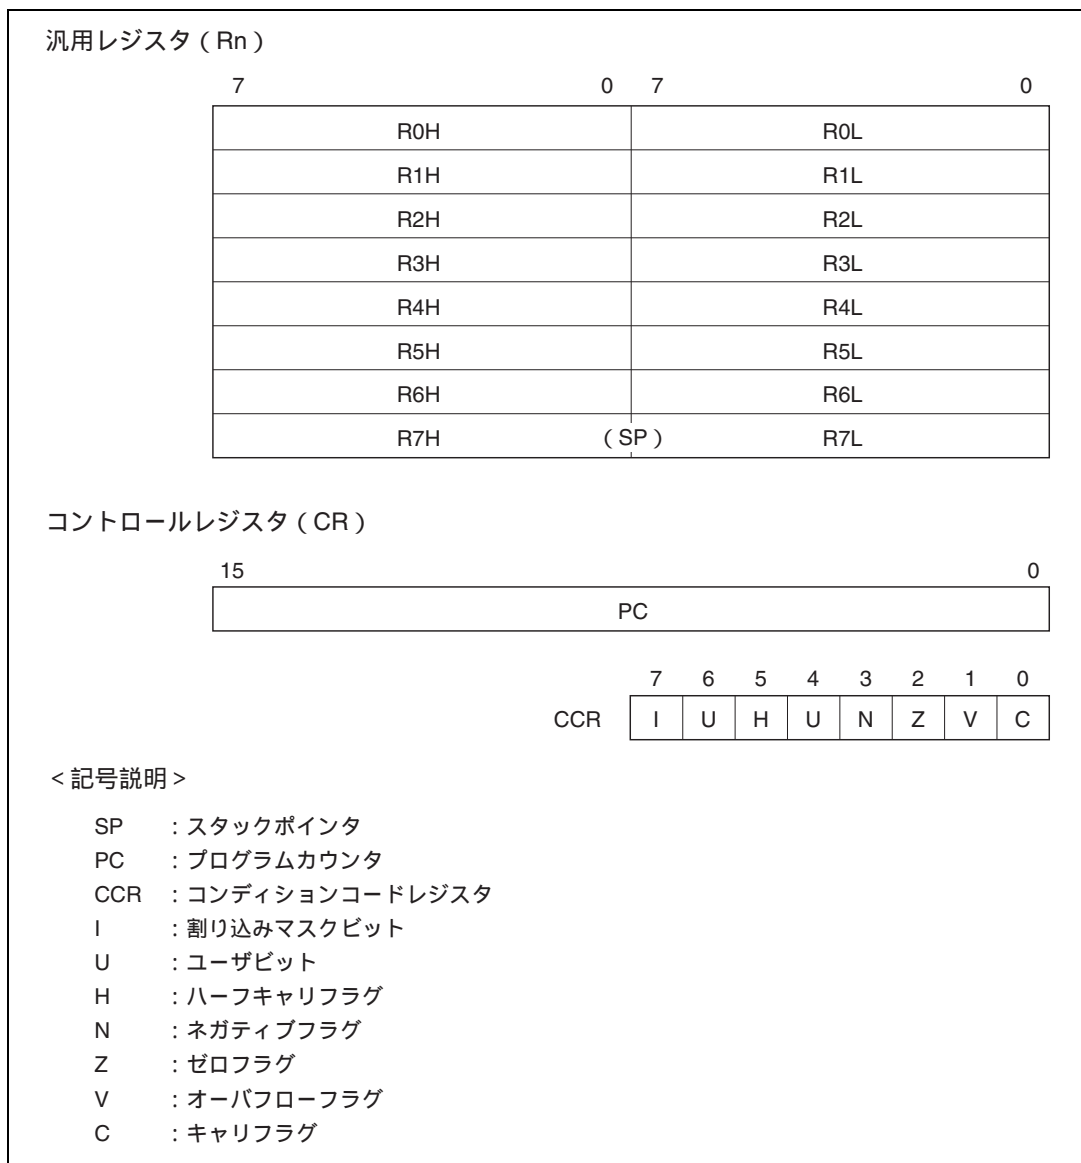 汎用レジスタ（Rn）
7 0 7 0
R0H R0L
R1H R1L
R2H R2L
R3H R3L
R4H R4L
R5H R5L
R6H R6L
R7H （SP） R7L
コントロールレジスタ（CR）
15 0
PC
7 6 5 4 3 2 1 0
CCR I U H U N Z V C
＜記号説明＞
SP ：スタックポインタ
PC ：プログラムカウンタ
CCR ：コンディションコードレジスタ
I ：割り込みマスクビット
U ：ユーザビット
H ：ハーフキャリフラグ
N ：ネガティブフラグ
Z ：ゼロフラグ
V ：オーバフローフラグ
C ：キャリフラグ